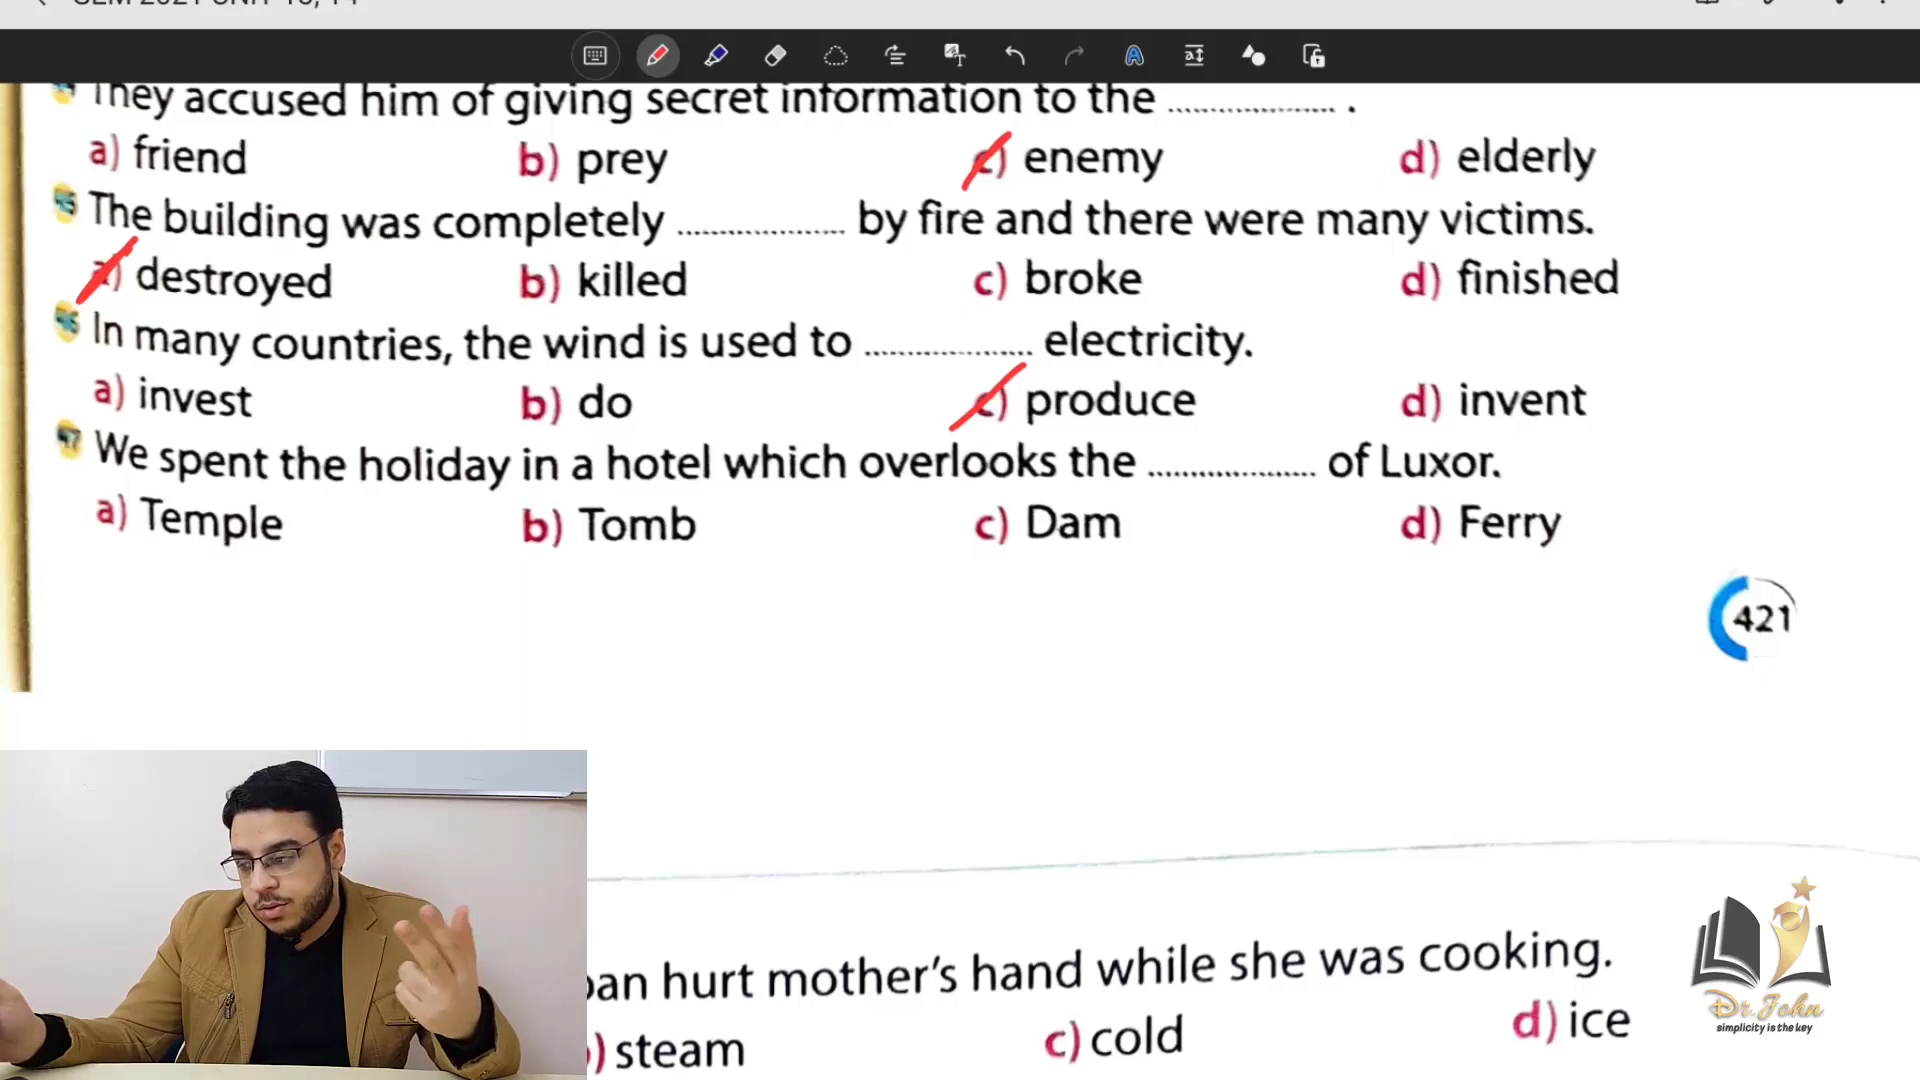 They accused him of giving secret information to the .................. .
a) friend b) prey c) enemy d) elderly
45 The building was completely .................. by fire and there were many victims.
a) destroyed b) killed c) broke d) finished
46 In many countries, the wind is used to .................. electricity.
a) invest b) do c) produce d) invent
47 We spent the holiday in a hotel which overlooks the .................. of Luxor.
a) Temple b) Tomb c) Dam d) Ferry
421
hurt mother's hand while she was cooking.
) steam c) cold d) ice
Dr. John
simplicity is the key